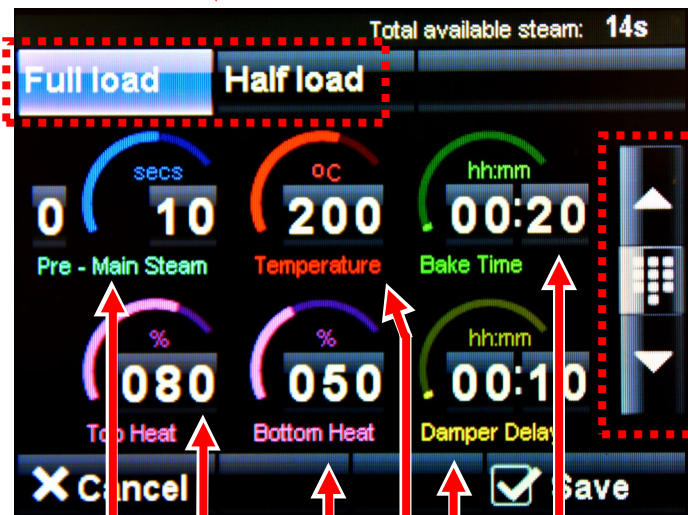 Total available steam: 14s
Full load Half load
secs °C hh:mm
0 10 200 00:20
Pre - Main Steam Temperature Bake Time
% % hh:mm
080 050 00:10
Top Heat Bottom Heat Damper Delay
Cancel Save